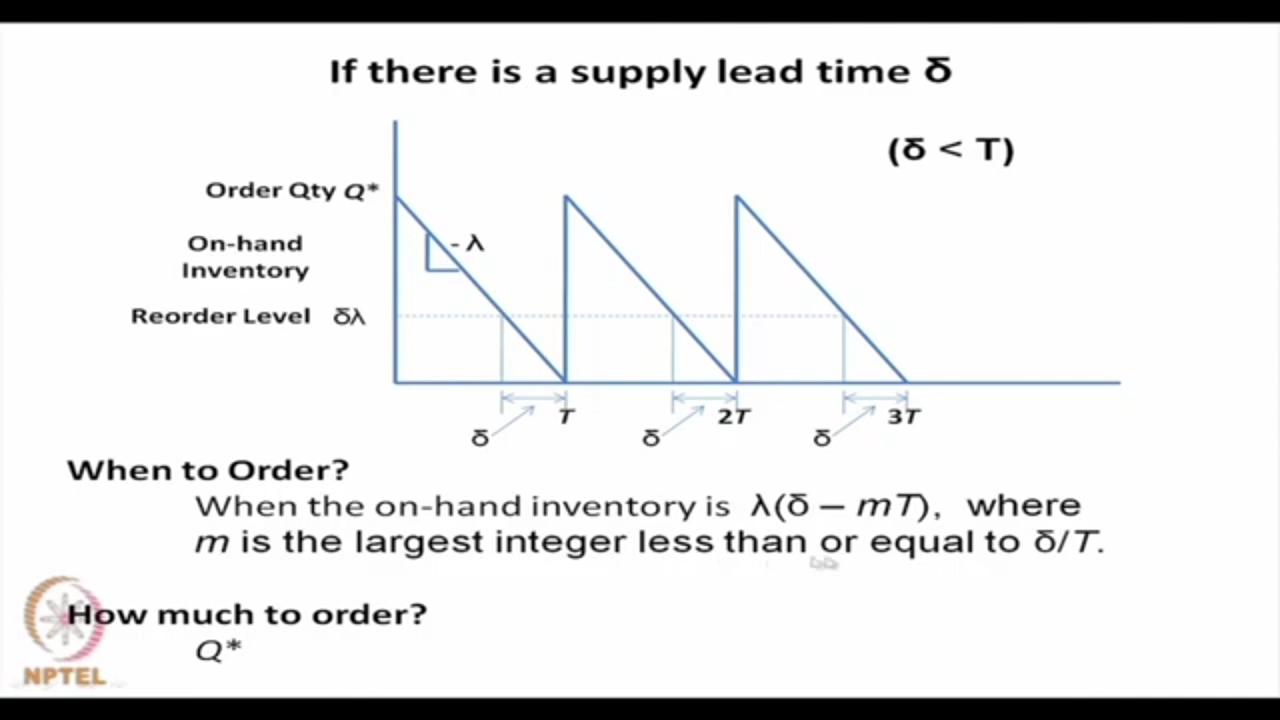 If there is a supply lead time δ
(δ < T)
Order Qty Q*
On-hand
Inventory
- λ
Reorder Level δλ
T 2T 3T
δ δ δ
When to Order?
When the on-hand inventory is λ(δ – mT), where
m is the largest integer less than or equal to δ/T.
How much to order?
Q*
NPTEL